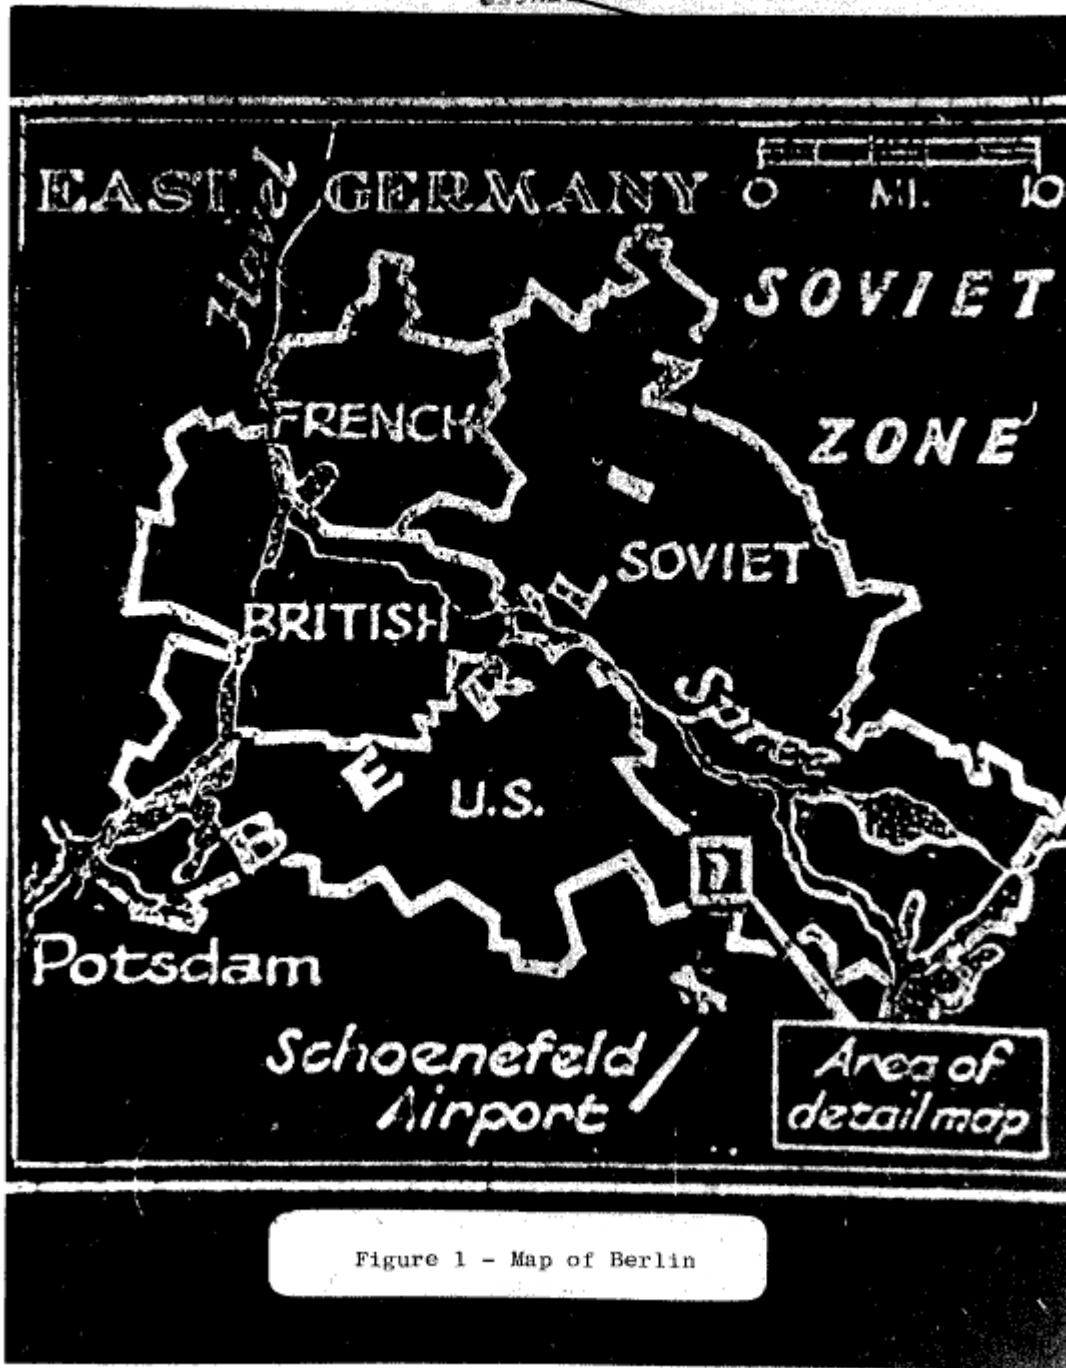 EAST GERMANY
Havel
0 MI. 10
SOVIET
ZONE
FRENCH
SOVIET
BRITISH
BERLIN
Spree
U.S.
Potsdam
Schoenefeld
Airport
Area of
detail map
Figure 1 - Map of Berlin